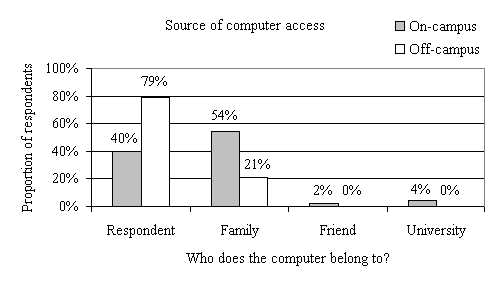 Source of computer access
On-campus
Off-campus
Proportion of respondents
100%
80%
60%
40%
20%
0%
40%
79%
54%
21%
2%
0%
4%
0%
Respondent
Family
Friend
University
Who does the computer belong to?